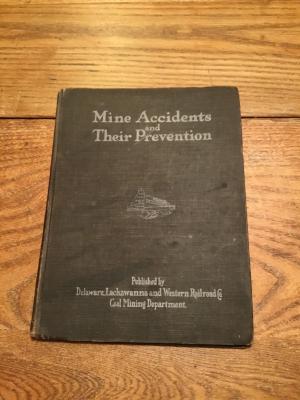 Mine Accidents
and
Their Prevention
Published by
Delaware, Lackawanna and Western Railroad Co
Coal Mining Department.